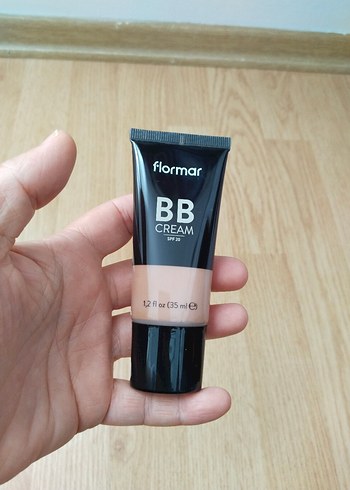 flormar
BB
CREAM
SPF 20
1,2 fl oz (35 ml) ℮